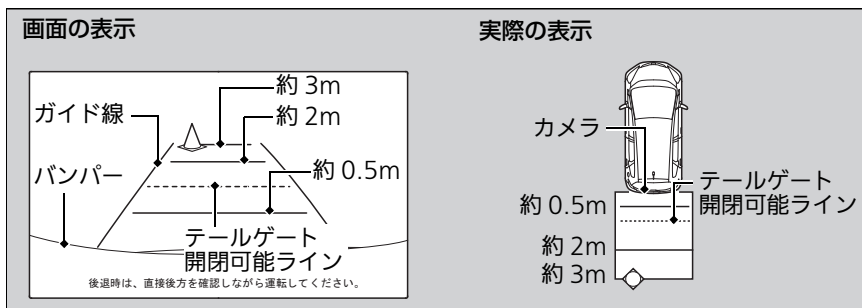 画面の表示
ガイド線
バンパー
約 3m
約 2m
約 0.5m
テールゲート
開閉可能ライン
後退時は、直接後方を確認しながら運転してください。
実際の表示
カメラ
約 0.5m
約 2m
約 3m
テールゲート
開閉可能ライン